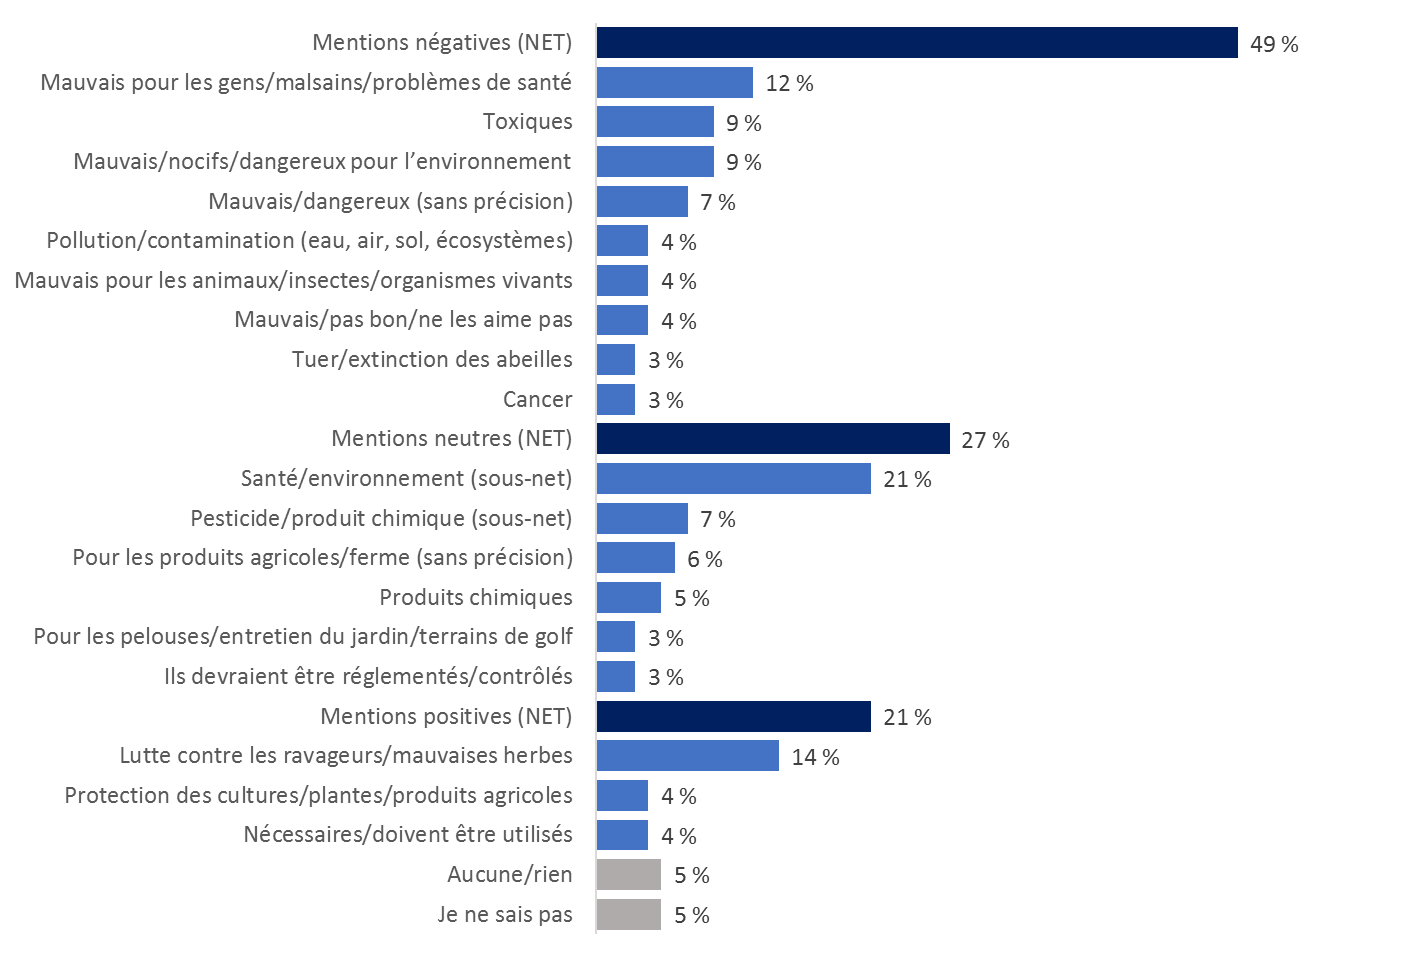 Mentions négatives (NET) 49 %
Mauvais pour les gens/malsains/problèmes de santé 12 %
Toxiques 9 %
Mauvais/nocifs/dangereux pour l’environnement 9 %
Mauvais/dangereux (sans précision) 7 %
Pollution/contamination (eau, air, sol, écosystèmes) 4 %
Mauvais pour les animaux/insectes/organismes vivants 4 %
Mauvais/pas bon/ne les aime pas 4 %
Tuer/extinction des abeilles 3 %
Cancer 3 %
Mentions neutres (NET) 27 %
Santé/environnement (sous-net) 21 %
Pesticide/produit chimique (sous-net) 7 %
Pour les produits agricoles/ferme (sans précision) 6 %
Produits chimiques 5 %
Pour les pelouses/entretien du jardin/terrains de golf 3 %
Ils devraient être réglementés/contrôlés 3 %
Mentions positives (NET) 21 %
Lutte contre les ravageurs/mauvaises herbes 14 %
Protection des cultures/plantes/produits agricoles 4 %
Nécessaires/doivent être utilisés 4 %
Aucune/rien 5 %
Je ne sais pas 5 %